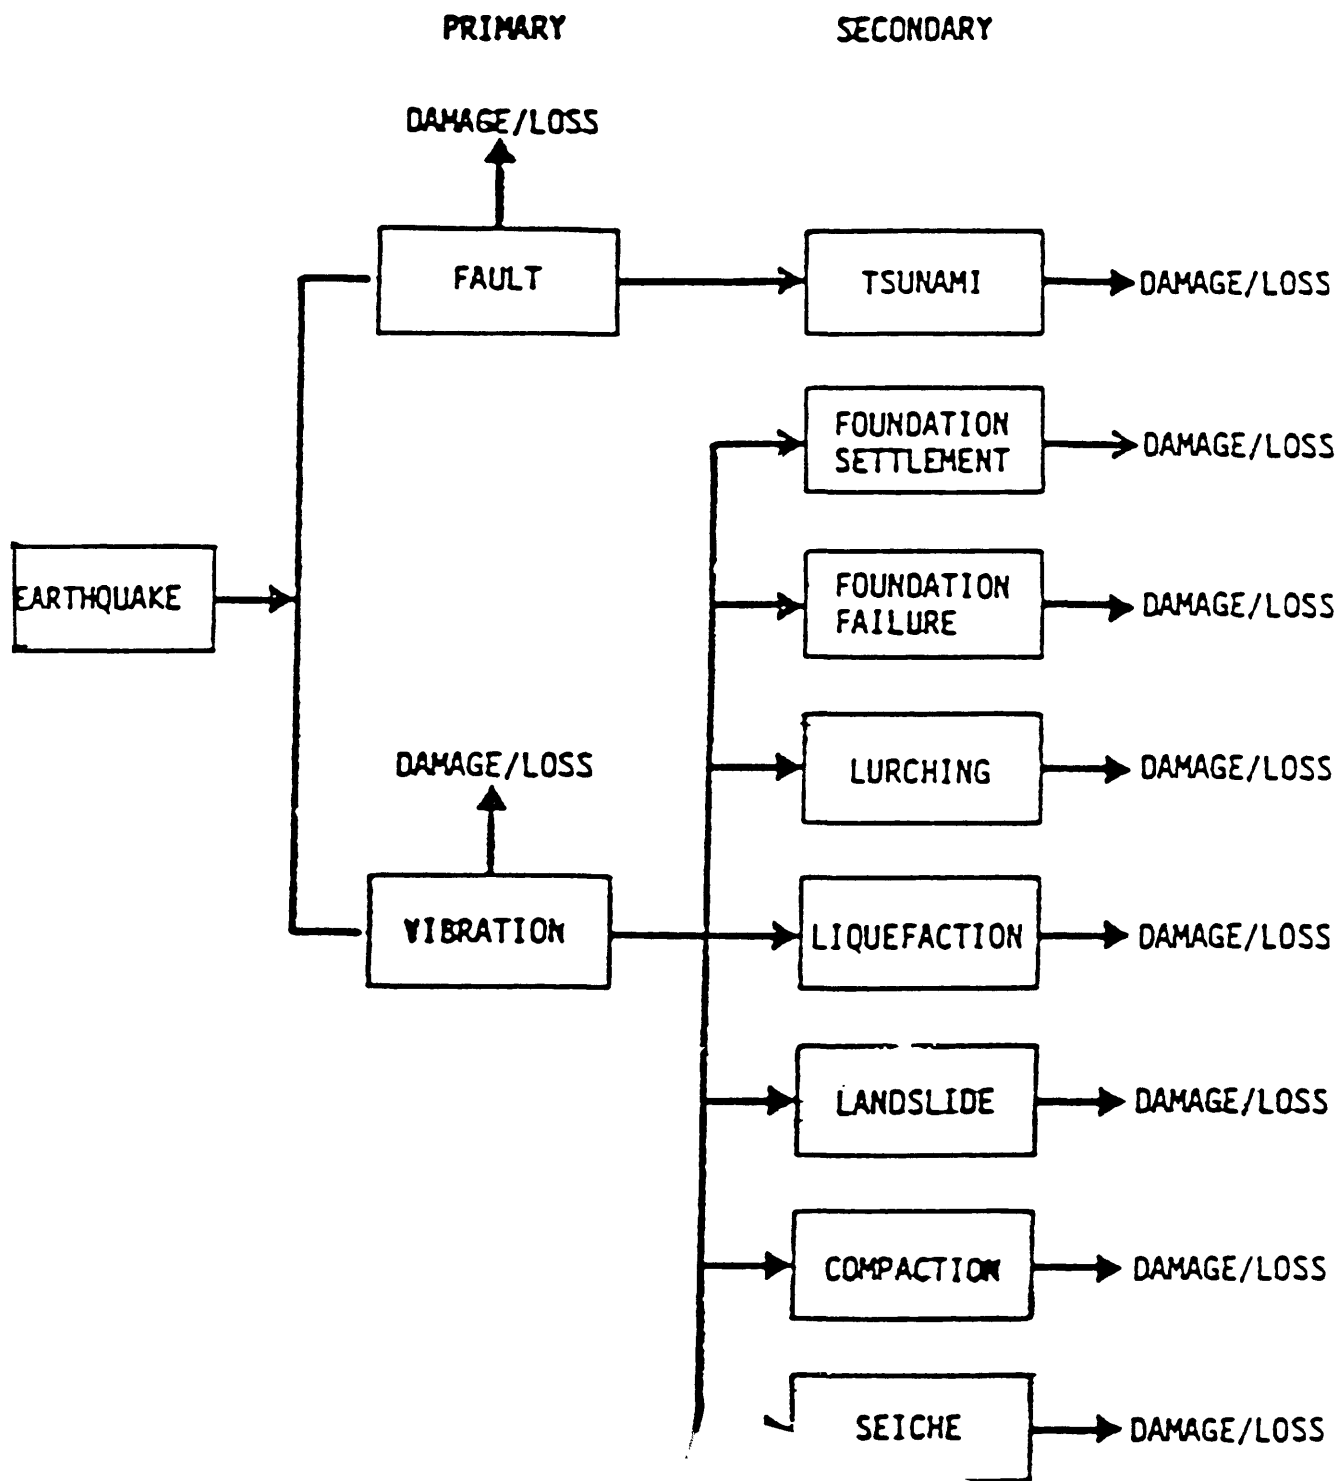 PRIMARY
SECONDARY
DAMAGE/LOSS
FAULT
TSUNAMI
DAMAGE/LOSS
FOUNDATION
SETTLEMENT
DAMAGE/LOSS
EARTHQUAKE
FOUNDATION
FAILURE
DAMAGE/LOSS
DAMAGE/LOSS
LURCHING
DAMAGE/LOSS
VIBRATION
LIQUEFACTION
DAMAGE/LOSS
LANDSLIDE
DAMAGE/LOSS
COMPACTION
DAMAGE/LOSS
SEICHE
DAMAGE/LOSS